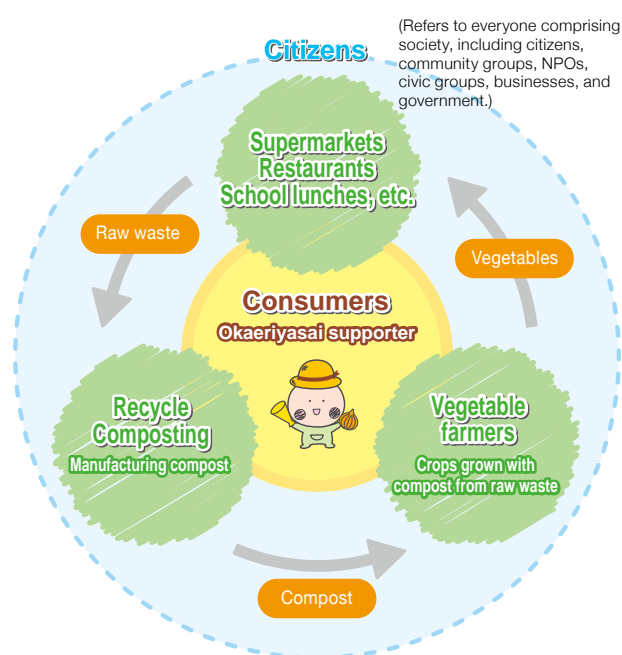 Citizens
(Refers to everyone comprising
society, including citizens,
community groups, NPOs,
civic groups, businesses, and
government.)
Supermarkets
Restaurants
School lunches, etc.
Raw waste
Vegetables
Consumers
Okaeriyasai supporter
Recycle
Composting
Manufacturing compost
Vegetable
farmers
Crops grown with
compost from raw waste
Compost